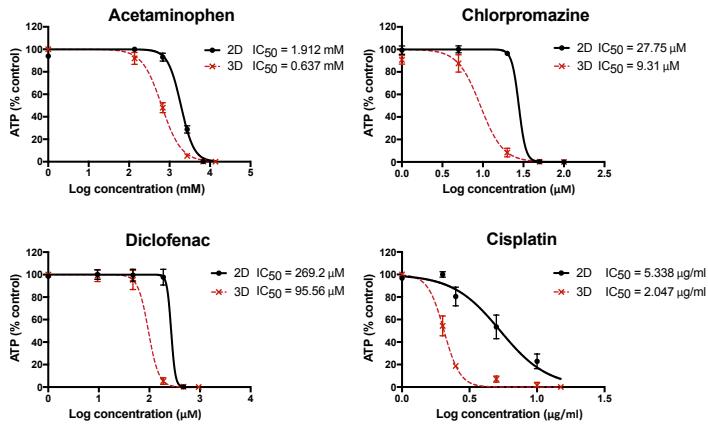 Acetaminophen
120
100
80
60
40
20
0
ATP (% control)
0
1
2
3
4
5
Log concentration (mM)
2D IC50 = 1.912 mM
3D IC50 = 0.637 mM
Chlorpromazine
120
100
80
60
40
20
0
ATP (% control)
0.0
0.5
1.0
1.5
2.0
2.5
Log concentration (µM)
2D IC50 = 27.75 µM
3D IC50 = 9.31 µM
Diclofenac
120
100
80
60
40
20
0
ATP (% control)
0
1
2
3
4
Log concentration (µM)
2D IC50 = 269.2 µM
3D IC50 = 95.56 µM
Cisplatin
120
100
80
60
40
20
0
ATP (% control)
0.0
0.5
1.0
1.5
Log concentration (µg/ml)
2D IC50 = 5.338 µg/ml
3D IC50 = 2.047 µg/ml